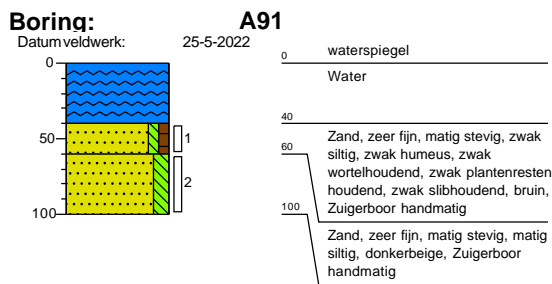 Boring: A91
Datum veldwerk: 25-5-2022
0
50
100
1
2
0 waterspiegel
Water
40
Zand, zeer fijn, matig stevig, zwak
siltig, zwak humeus, zwak
wortelhoudend, zwak plantenresten
houdend, zwak slibhoudend, bruin,
Zuigerboor handmatig
60
Zand, zeer fijn, matig stevig, matig
siltig, donkerbeige, Zuigerboor
handmatig
100